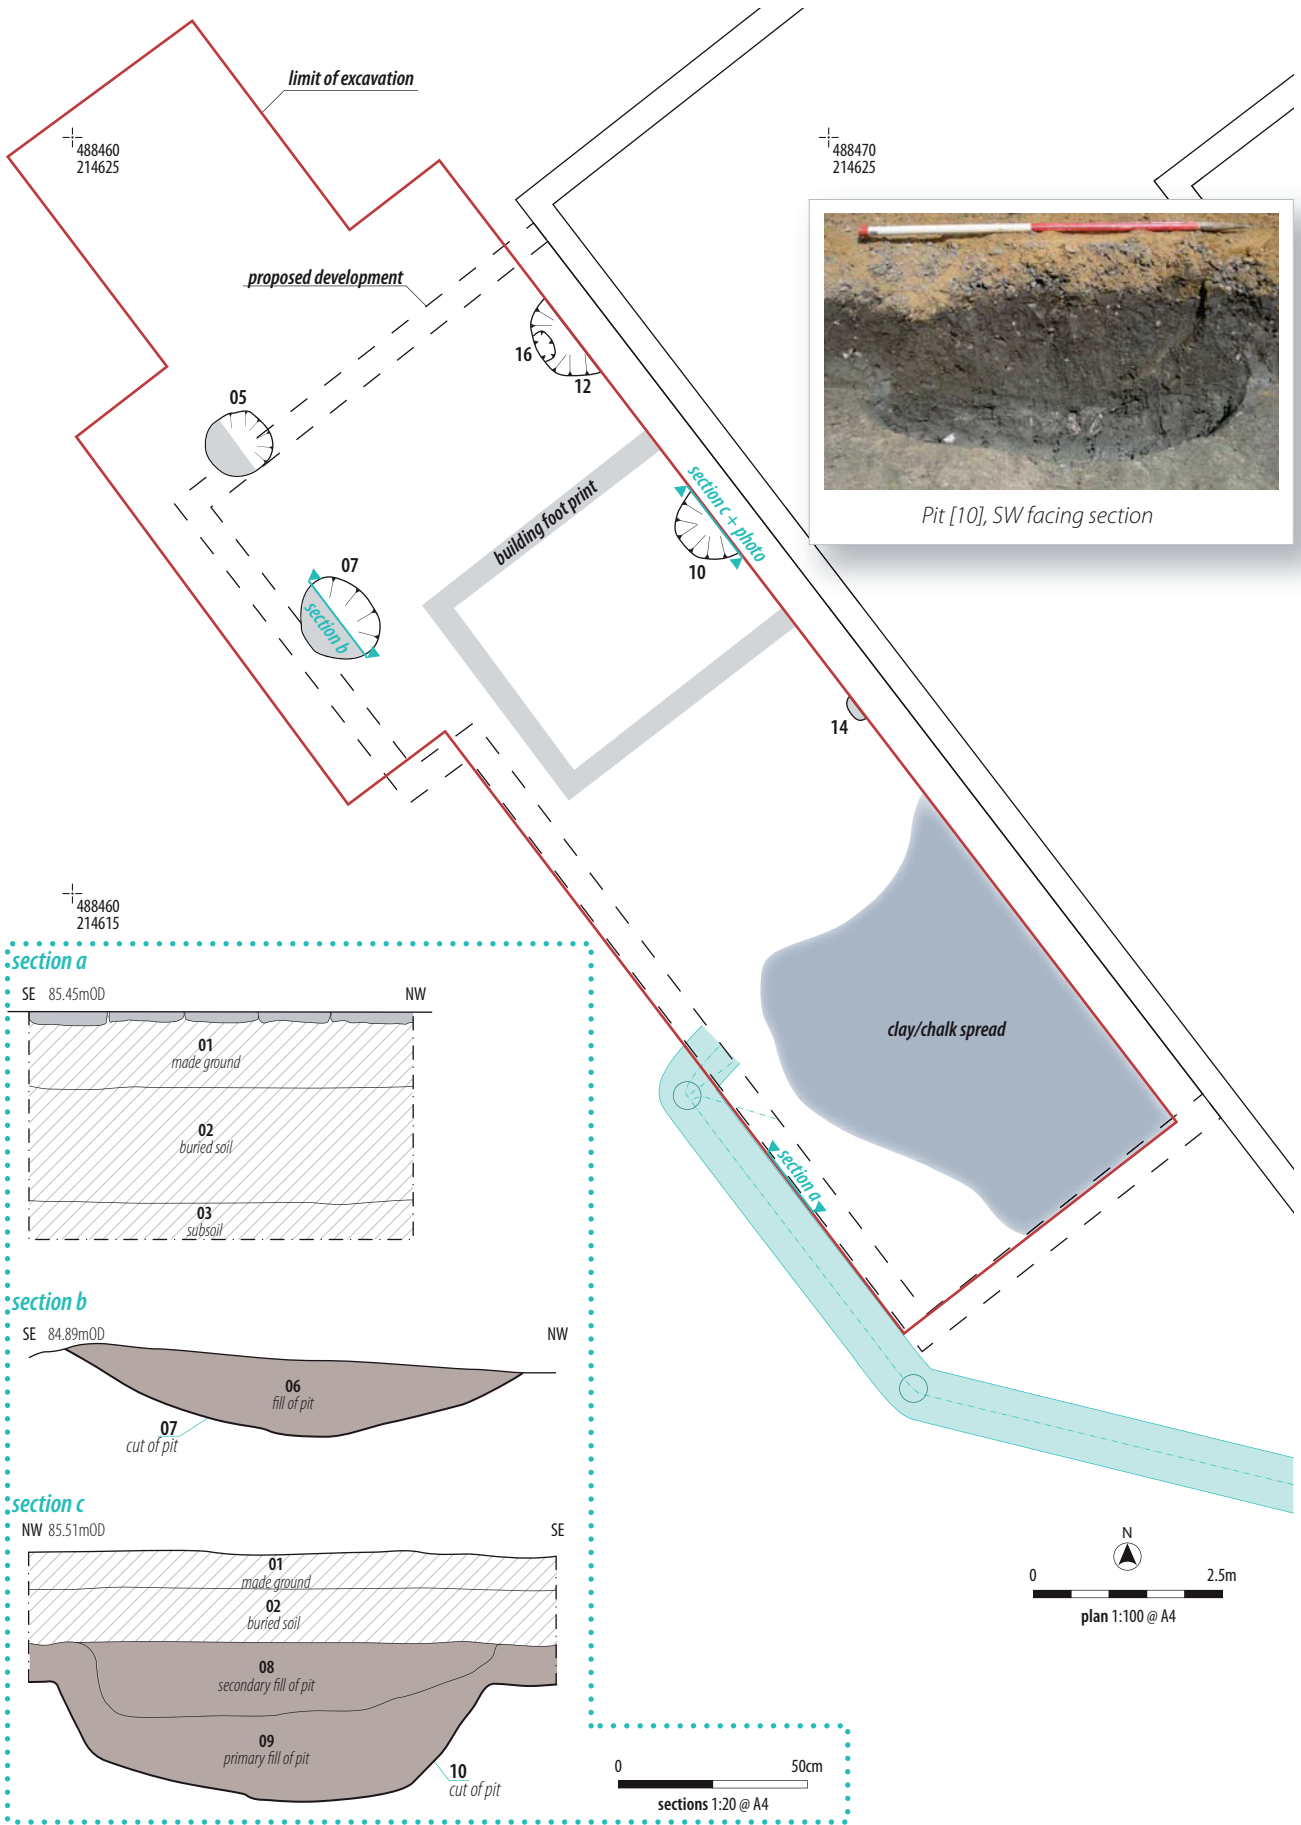 limit of excavation
488460
214625
488470
214625
proposed development
16
12
05
section c + photo
building foot print
10
07
section b
Pit [10], SW facing section
14
488460
214615
clay/chalk spread
section a
section a
SE 85.45mOD NW
01
made ground
02
buried soil
03
subsoil
section b
SE 84.89mOD NW
06
fill of pit
07
cut of pit
section c
NW 85.51mOD SE
01
made ground
02
buried soil
08
secondary fill of pit
09
primary fill of pit
10
cut of pit
0 50cm
sections 1:20 @ A4
N
0 2.5m
plan 1:100 @ A4